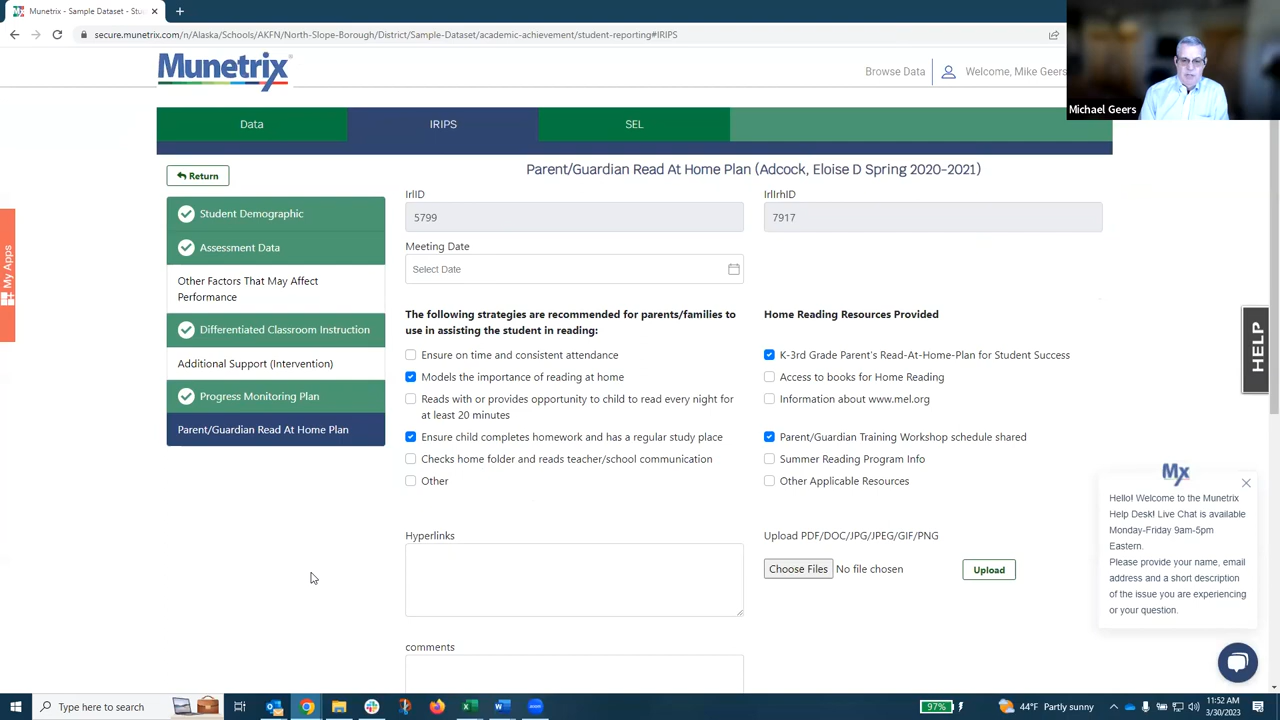 Munetrix - Sample Dataset - Stu
secure.munetrix.com/n/Alaska/Schools/AKFN/North-Slope-Borough/District/Sample-Dataset/academic-achievement/student-reporting#IRIPS
Munetrix
Browse Data
Welcome, Mike Geers
Michael Geers
Data
IRIPS
SEL
Return
Parent/Guardian Read At Home Plan (Adcock, Eloise D Spring 2020-2021)
Student Demographic
Assessment Data
Other Factors That May Affect
Performance
Differentiated Classroom Instruction
Additional Support (Intervention)
Progress Monitoring Plan
Parent/Guardian Read At Home Plan
My Apps
IrlID
5799
IrlIrhID
7917
Meeting Date
Select Date
The following strategies are recommended for parents/families to
use in assisting the student in reading:
Ensure on time and consistent attendance
Models the importance of reading at home
Reads with or provides opportunity to child to read every night for
at least 20 minutes
Ensure child completes homework and has a regular study place
Checks home folder and reads teacher/school communication
Other
Home Reading Resources Provided
K-3rd Grade Parent's Read-At-Home-Plan for Student Success
Access to books for Home Reading
Information about www.mel.org
Parent/Guardian Training Workshop schedule shared
Summer Reading Program Info
Other Applicable Resources
Hyperlinks
Upload PDF/DOC/JPG/JPEG/GIF/PNG
Choose Files No file chosen
Upload
comments
HELP
Mx
Hello! Welcome to the Munetrix
Help Desk! Live Chat is available
Monday-Friday 9am-5pm
Eastern.
Please provide your name, email
address and a short description
of the issue you are experiencing
or your question.
Type here to search
97%
44°F Partly sunny
11:52 AM
3/30/2023